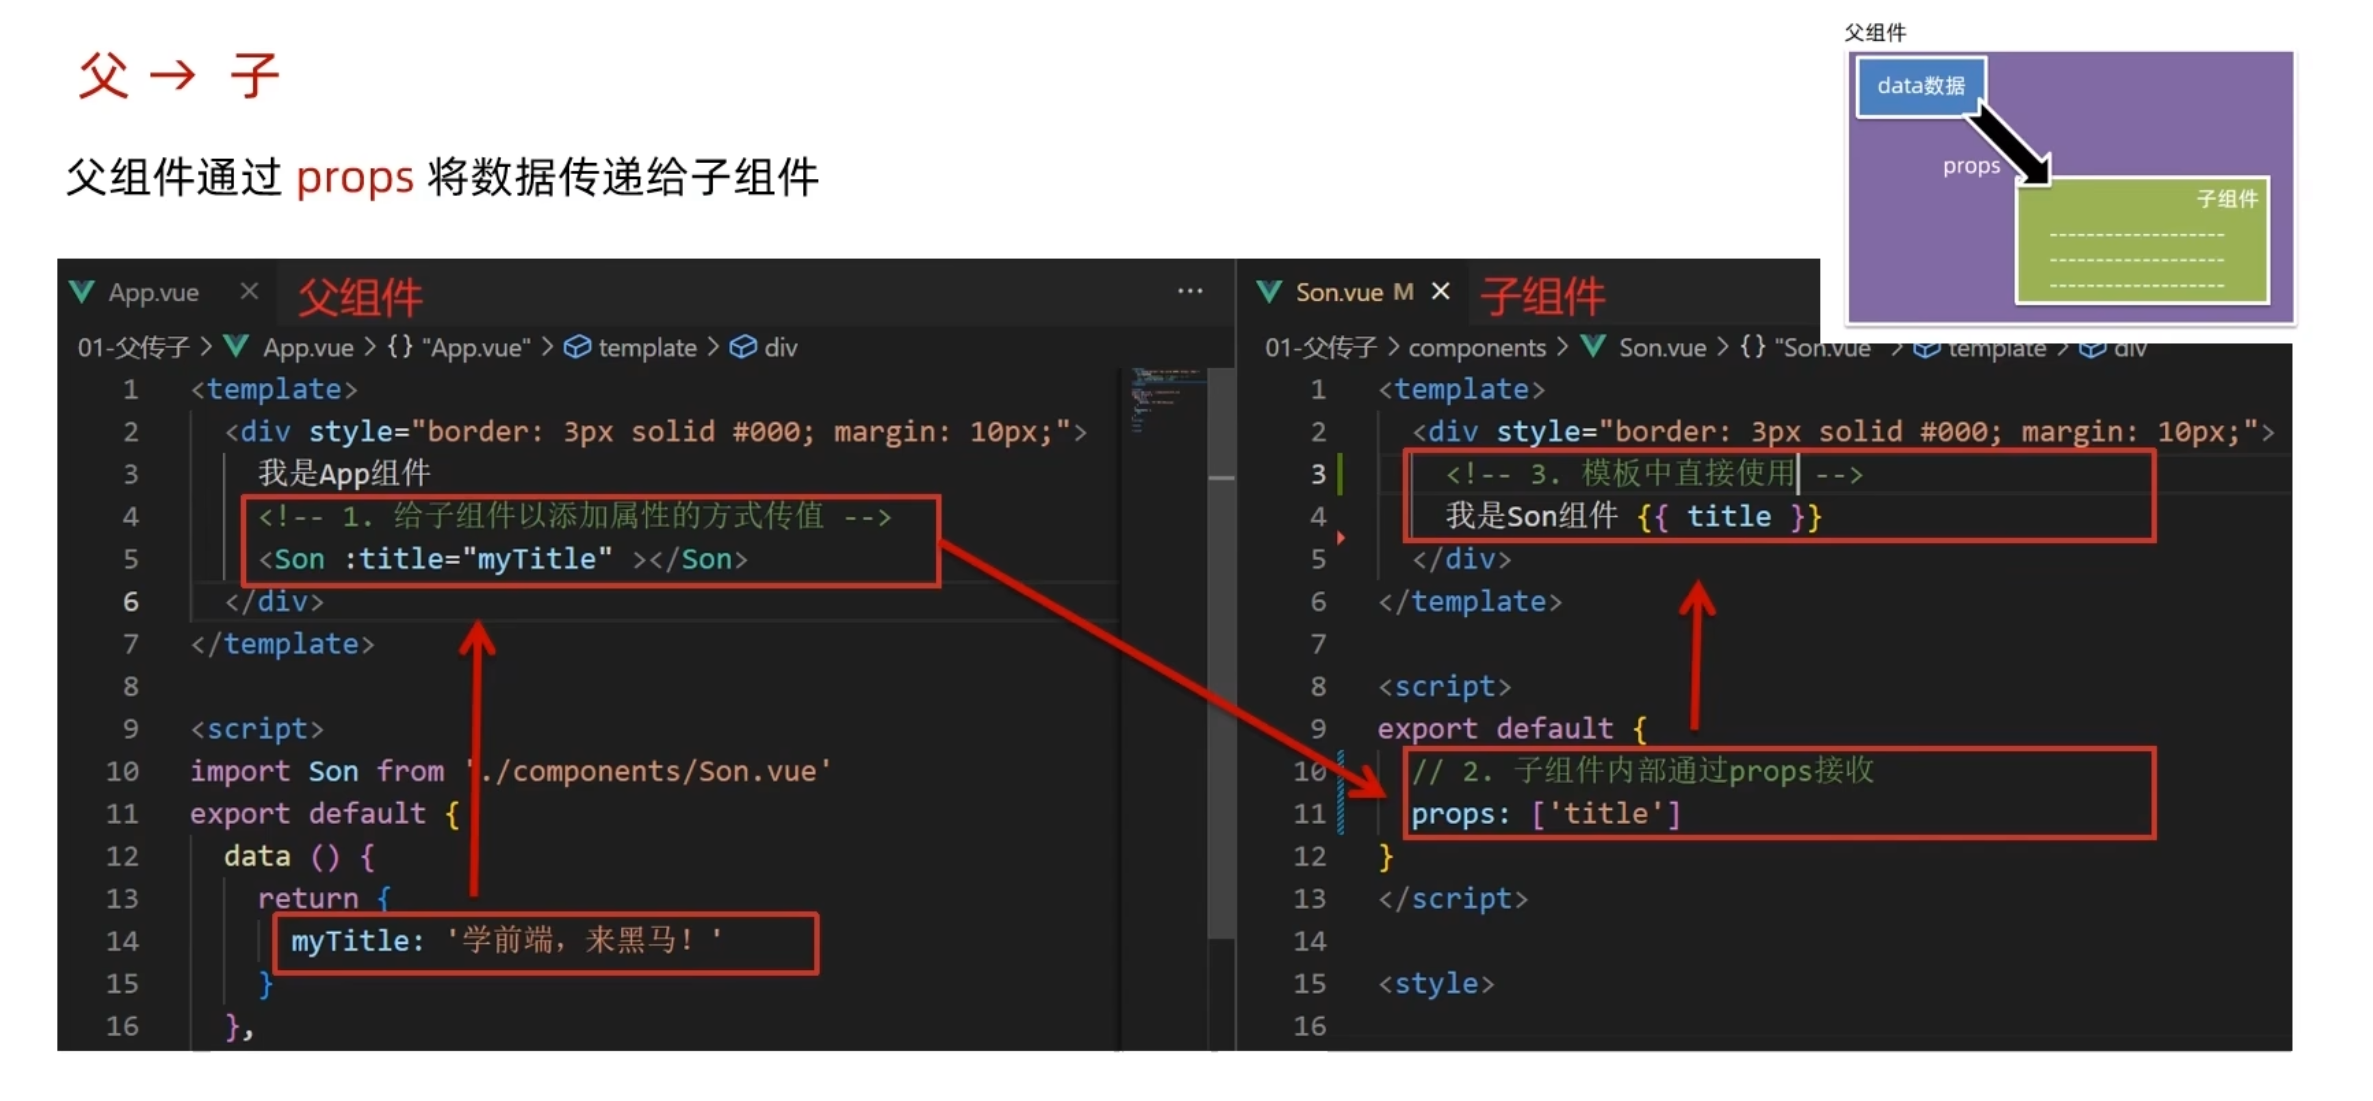 父 → 子
父组件通过 props 将数据传递给子组件
父组件
data数据
props
子组件
App.vue
父组件
01-父传子 > App.vue > {} "App.vue" > template > div
1 <template>
2 <div style="border: 3px solid #000; margin: 10px;">
3 我是App组件
4 <!-- 1. 给子组件以添加属性的方式传值 -->
5 <Son :title="myTitle" ></Son>
6 </div>
7 </template>
8
9 <script>
10 import Son from './components/Son.vue'
11 export default {
12 data () {
13 return {
14 myTitle: '学前端，来黑马！'
15 }
16 },
Son.vue M
子组件
01-父传子 > components > Son.vue > {} "Son.vue > template > div
1 <template>
2 <div style="border: 3px solid #000; margin: 10px;">
3 <!-- 3. 模板中直接使用 -->
4 我是Son组件 {{ title }}
5 </div>
6 </template>
7
8 <script>
9 export default {
10 // 2. 子组件内部通过props接收
11 props: ['title']
12 }
13 </script>
14
15 <style>
16